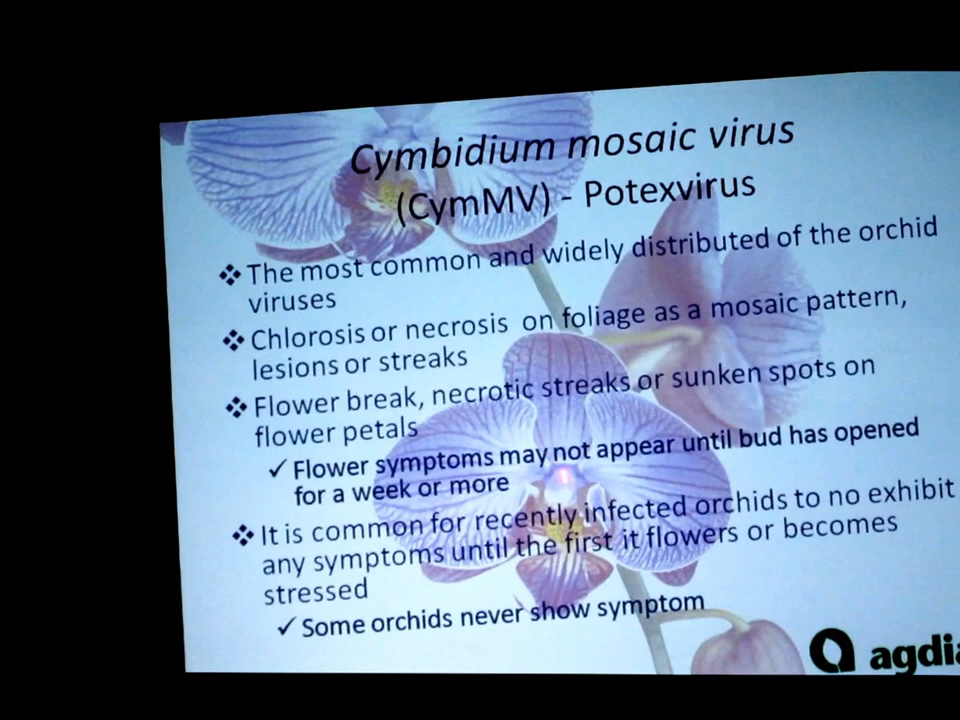 Cymbidium mosaic virus
(CymMV) - Potexvirus
❖ The most common and widely distributed of the orchid
viruses
❖ Chlorosis or necrosis on foliage as a mosaic pattern,
lesions or streaks
❖ Flower break, necrotic streaks or sunken spots on
flower petals
✓ Flower symptoms may not appear until bud has opened
for a week or more
❖ It is common for recently infected orchids to no exhibit
any symptoms until the first it flowers or becomes
stressed
✓ Some orchids never show symptom
agdia